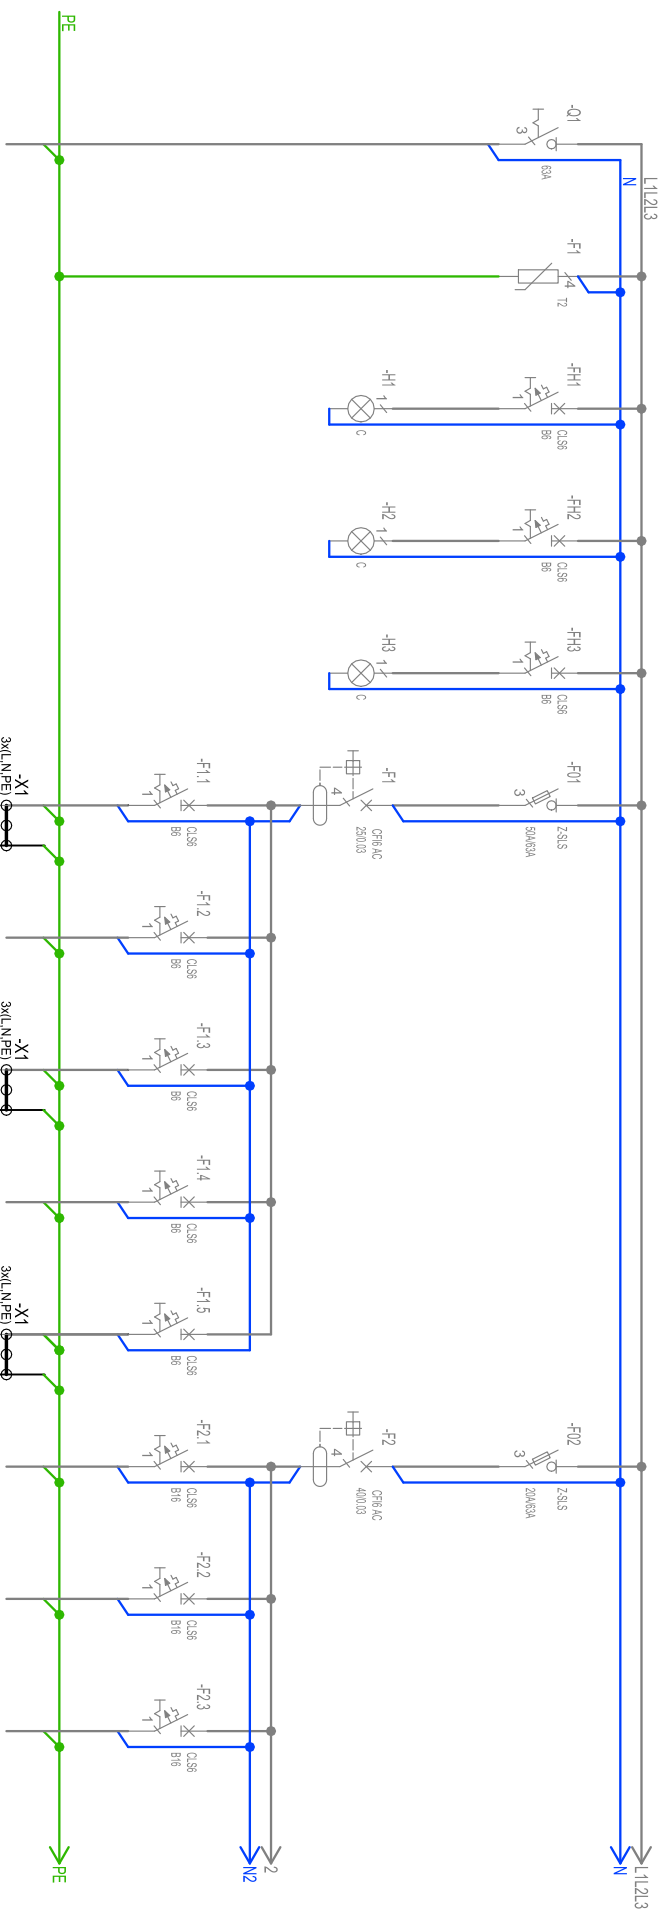 L1L2L3
N
-Q1
3
63A
-F1
4
T2
-FH1
1
CLS6
B6
-H1
1
C
-FH2
1
CLS6
B6
-H2
1
C
-FH3
1
CLS6
B6
-H3
1
C
-F01
3
Z-SLS
50A/63A
-F02
3
Z-SLS
20A/63A
L1L2L3
N
-F1
4
CFI6 AC
25/0.03
-F2
4
CFI6 AC
40/0.03
-F1.1
1
CLS6
B6
-F1.2
1
CLS6
B6
-F1.3
1
CLS6
B6
-F1.4
1
CLS6
B6
-F1.5
1
CLS6
B6
-F2.1
1
CLS6
B16
-F2.2
1
CLS6
B16
-F2.3
1
CLS6
B16
2
N2
PE
PE
-X1
3x(L,N,PE)
-X1
3x(L,N,PE)
-X1
3x(L,N,PE)